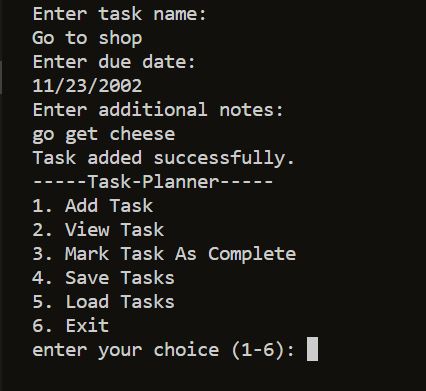 Enter task name:
Go to shop
Enter due date:
11/23/2002
Enter additional notes:
go get cheese
Task added successfully.
-----Task-Planner-----
1. Add Task
2. View Task
3. Mark Task As Complete
4. Save Tasks
5. Load Tasks
6. Exit
enter your choice (1-6):